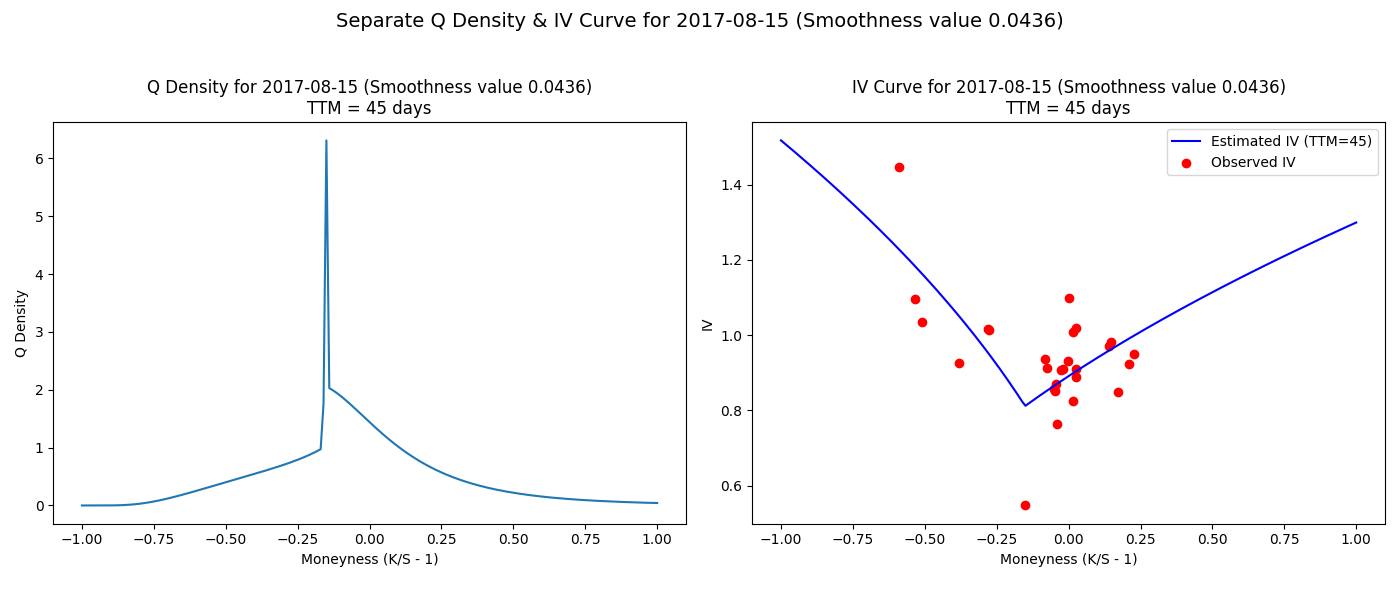 Separate Q Density & IV Curve for 2017-08-15 (Smoothness value 0.0436)
Q Density for 2017-08-15 (Smoothness value 0.0436)
TTM = 45 days
Q Density
6
5
4
3
2
1
0
−1.00 −0.75 −0.50 −0.25 0.00 0.25 0.50 0.75 1.00
Moneyness (K/S - 1)
IV Curve for 2017-08-15 (Smoothness value 0.0436)
TTM = 45 days
Estimated IV (TTM=45)
Observed IV
IV
1.4
1.2
1.0
0.8
0.6
−1.00 −0.75 −0.50 −0.25 0.00 0.25 0.50 0.75 1.00
Moneyness (K/S - 1)